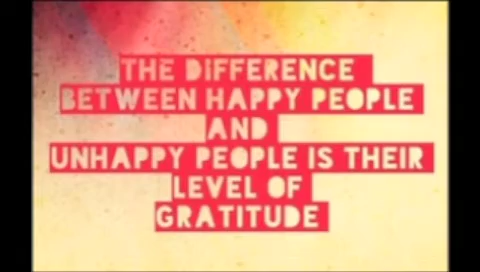 THE DIFFERENCE
BETWEEN HAPPY PEOPLE
AND
UNHAPPY PEOPLE IS THEIR
LEVEL OF
GRATITUDE